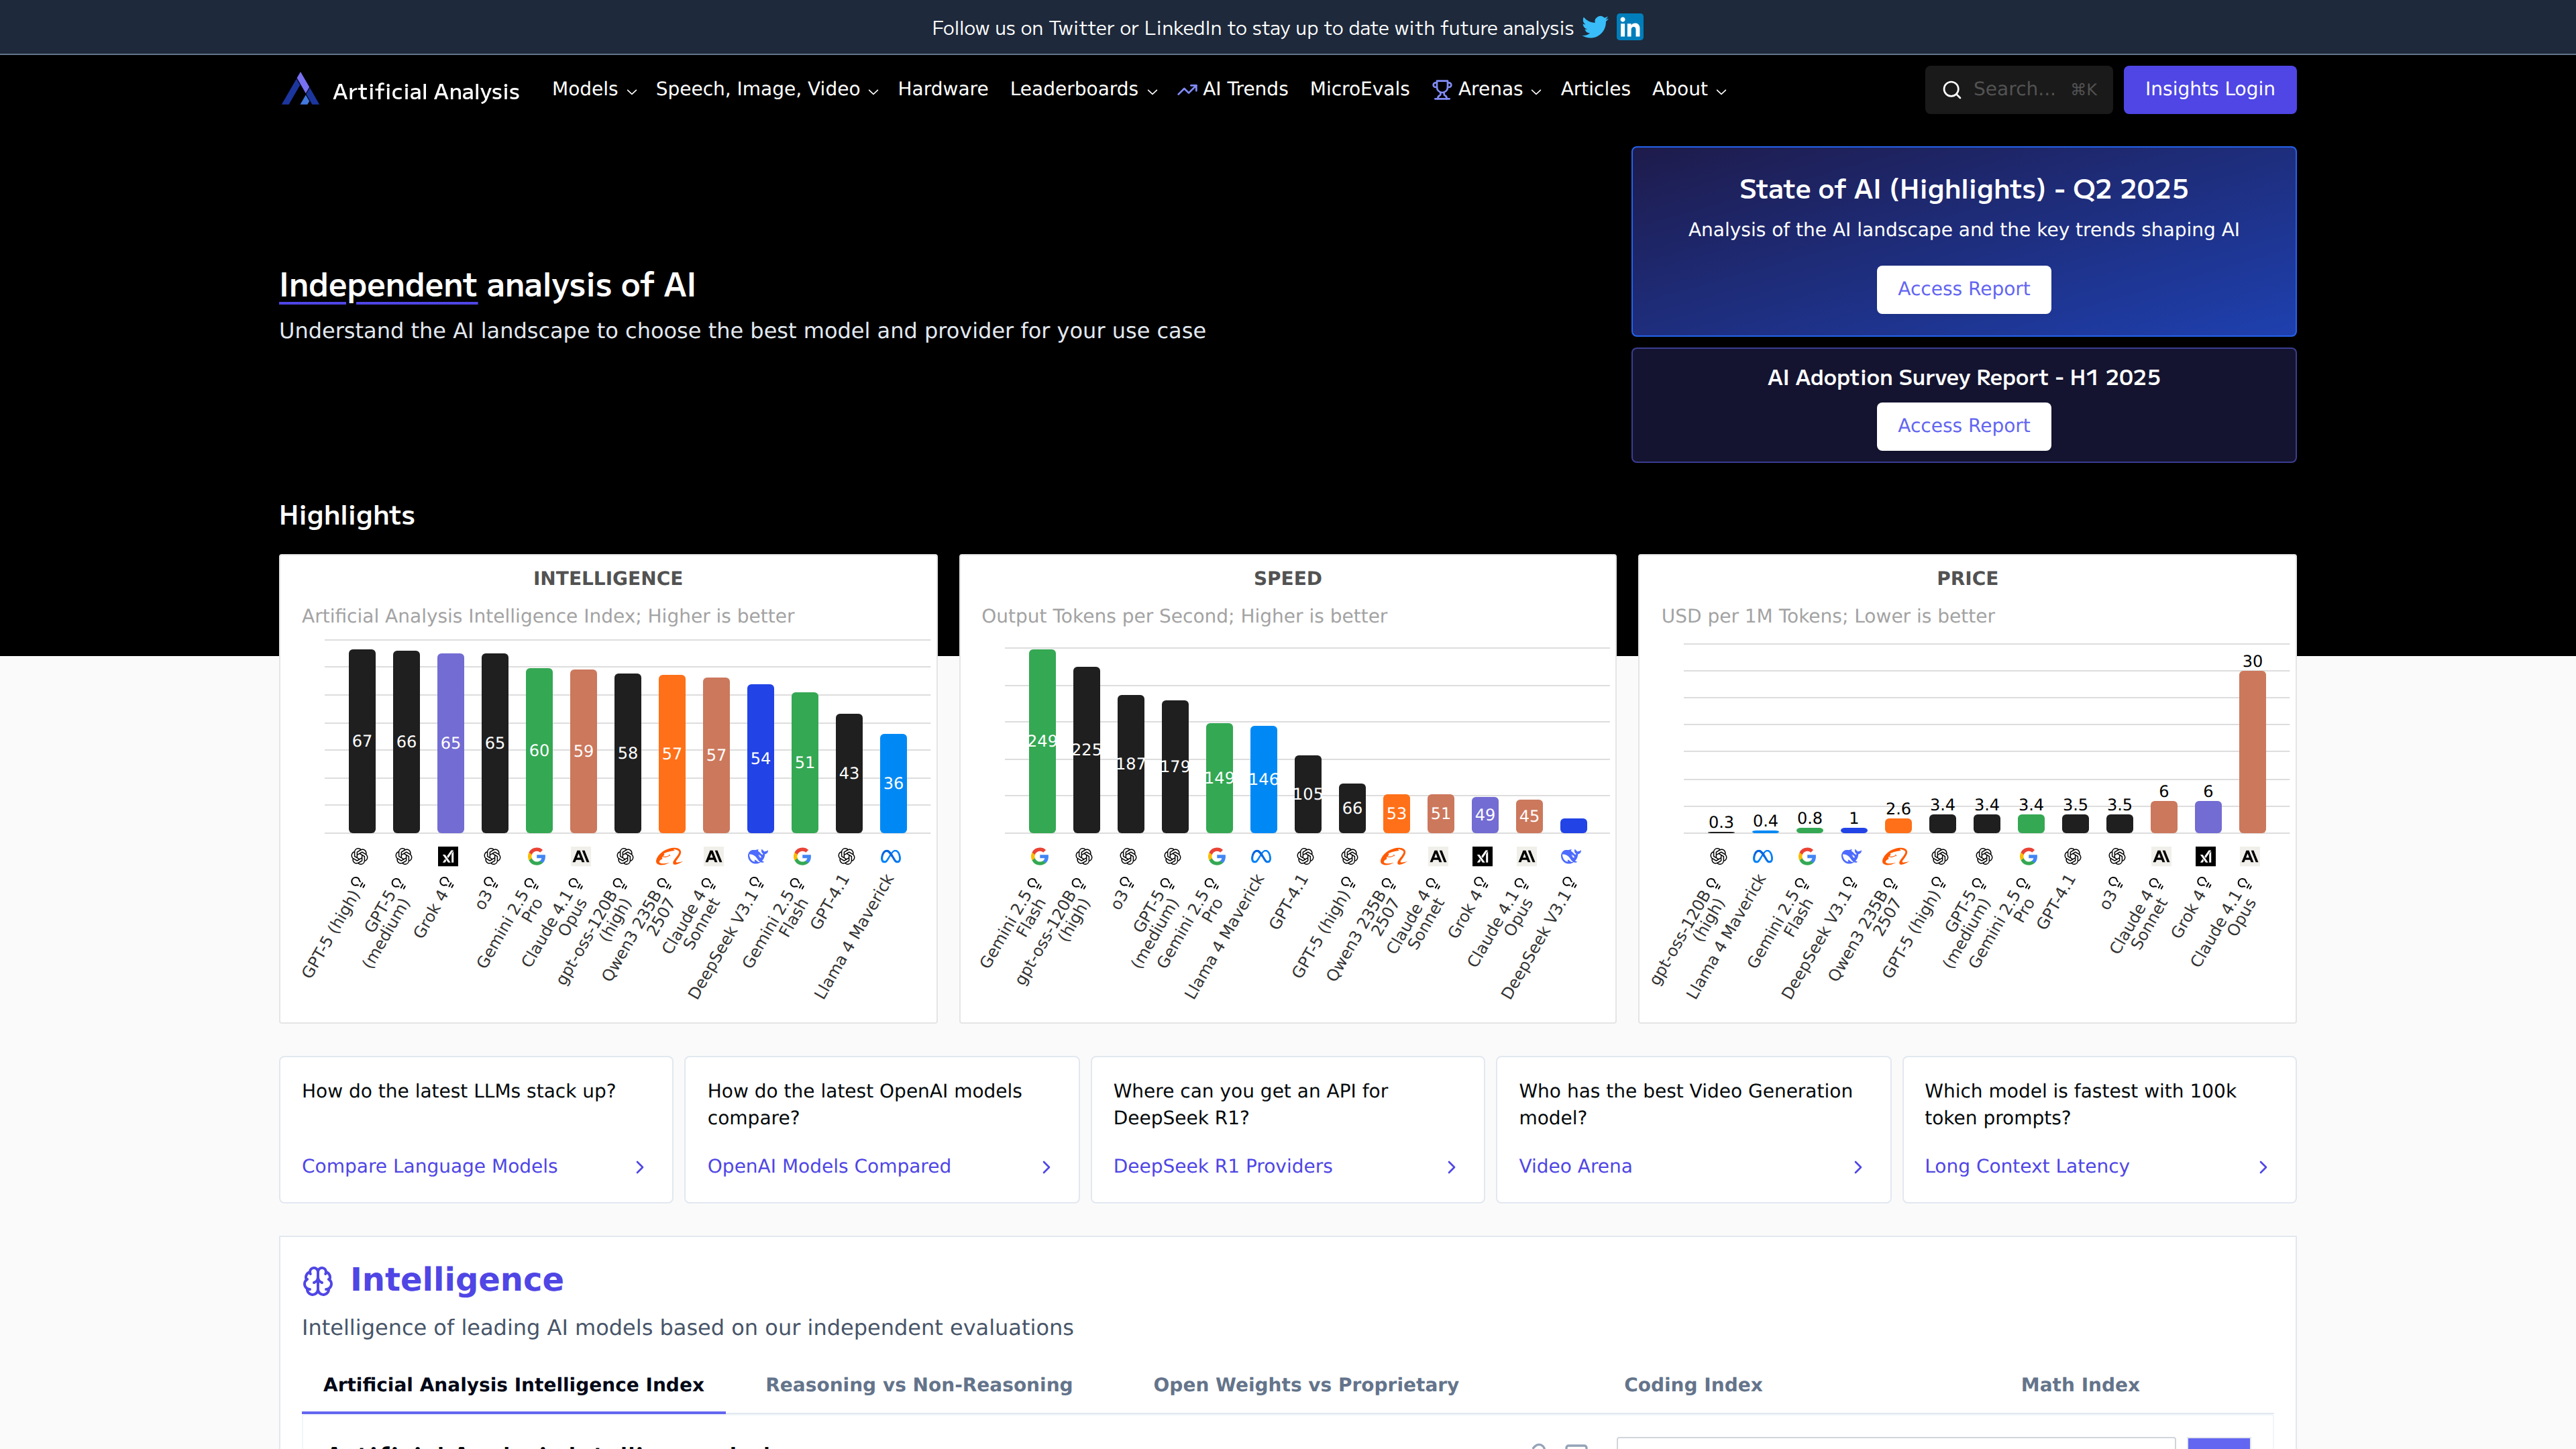 Follow us on Twitter or LinkedIn to stay up to date with future analysis
Artificial Analysis
Models
Speech, Image, Video
Hardware
Leaderboards
AI Trends
MicroEvals
Arenas
Articles
About
Search... ⌘K
Insights Login
Independent analysis of AI
Understand the AI landscape to choose the best model and provider for your use case
State of AI (Highlights) - Q2 2025
Analysis of the AI landscape and the key trends shaping AI
Access Report
AI Adoption Survey Report - H1 2025
Access Report
Highlights
INTELLIGENCE
Artificial Analysis Intelligence Index; Higher is better
67 66 65 65 60 59 58 57 57 54 51 43 36
GPT-5 (high)
GPT-5 (medium)
Grok 4
o3
Gemini 2.5 Pro
Claude 4.1 Opus
gpt-oss-120B (high)
Qwen3 235B 2507
Claude 4 Sonnet
DeepSeek V3.1
Gemini 2.5 Flash
GPT-4.1
Llama 4 Maverick
SPEED
Output Tokens per Second; Higher is better
249 225 187 179 149 146 105 66 53 51 49 45
Gemini 2.5 Flash
gpt-oss-120B (high)
o3
GPT-5 (medium)
Gemini 2.5 Pro
Llama 4 Maverick
GPT-4.1
GPT-5 (high)
Qwen3 235B 2507
Claude 4 Sonnet
Grok 4
Claude 4.1 Opus
DeepSeek V3.1
PRICE
USD per 1M Tokens; Lower is better
0.3 0.4 0.8 1 2.6 3.4 3.4 3.4 3.5 3.5 6 6 30
gpt-oss-120B (high)
Llama 4 Maverick
Gemini 2.5 Flash
DeepSeek V3.1
Qwen3 235B 2507
GPT-5 (high)
GPT-5 (medium)
Gemini 2.5 Pro
GPT-4.1
o3
Claude 4 Sonnet
Grok 4
Claude 4.1 Opus
How do the latest LLMs stack up?
Compare Language Models
How do the latest OpenAI models
compare?
OpenAI Models Compared
Where can you get an API for
DeepSeek R1?
DeepSeek R1 Providers
Who has the best Video Generation
model?
Video Arena
Which model is fastest with 100k
token prompts?
Long Context Latency
Intelligence
Intelligence of leading AI models based on our independent evaluations
Artificial Analysis Intelligence Index
Reasoning vs Non-Reasoning
Open Weights vs Proprietary
Coding Index
Math Index